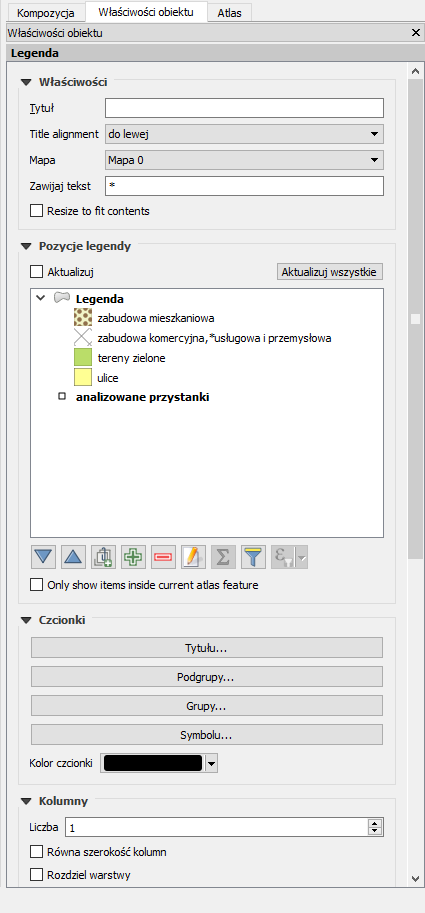 Kompozycja Właściwości obiektu Atlas
Właściwości obiektu
Legenda
Właściwości
Tytuł
Title alignment do lewej
Mapa Mapa 0
Zawijaj tekst *
Resize to fit contents
Pozycje legendy
Aktualizuj Aktualizuj wszystkie
Legenda
zabudowa mieszkaniowa
zabudowa komercyjna,*usługowa i przemysłowa
tereny zielone
ulice
analizowane przystanki
Only show items inside current atlas feature
Czcionki
Tytułu...
Podgrupy...
Grupy...
Symbolu...
Kolor czcionki
Kolumny
Liczba 1
Równa szerokość kolumn
Rozdziel warstwy